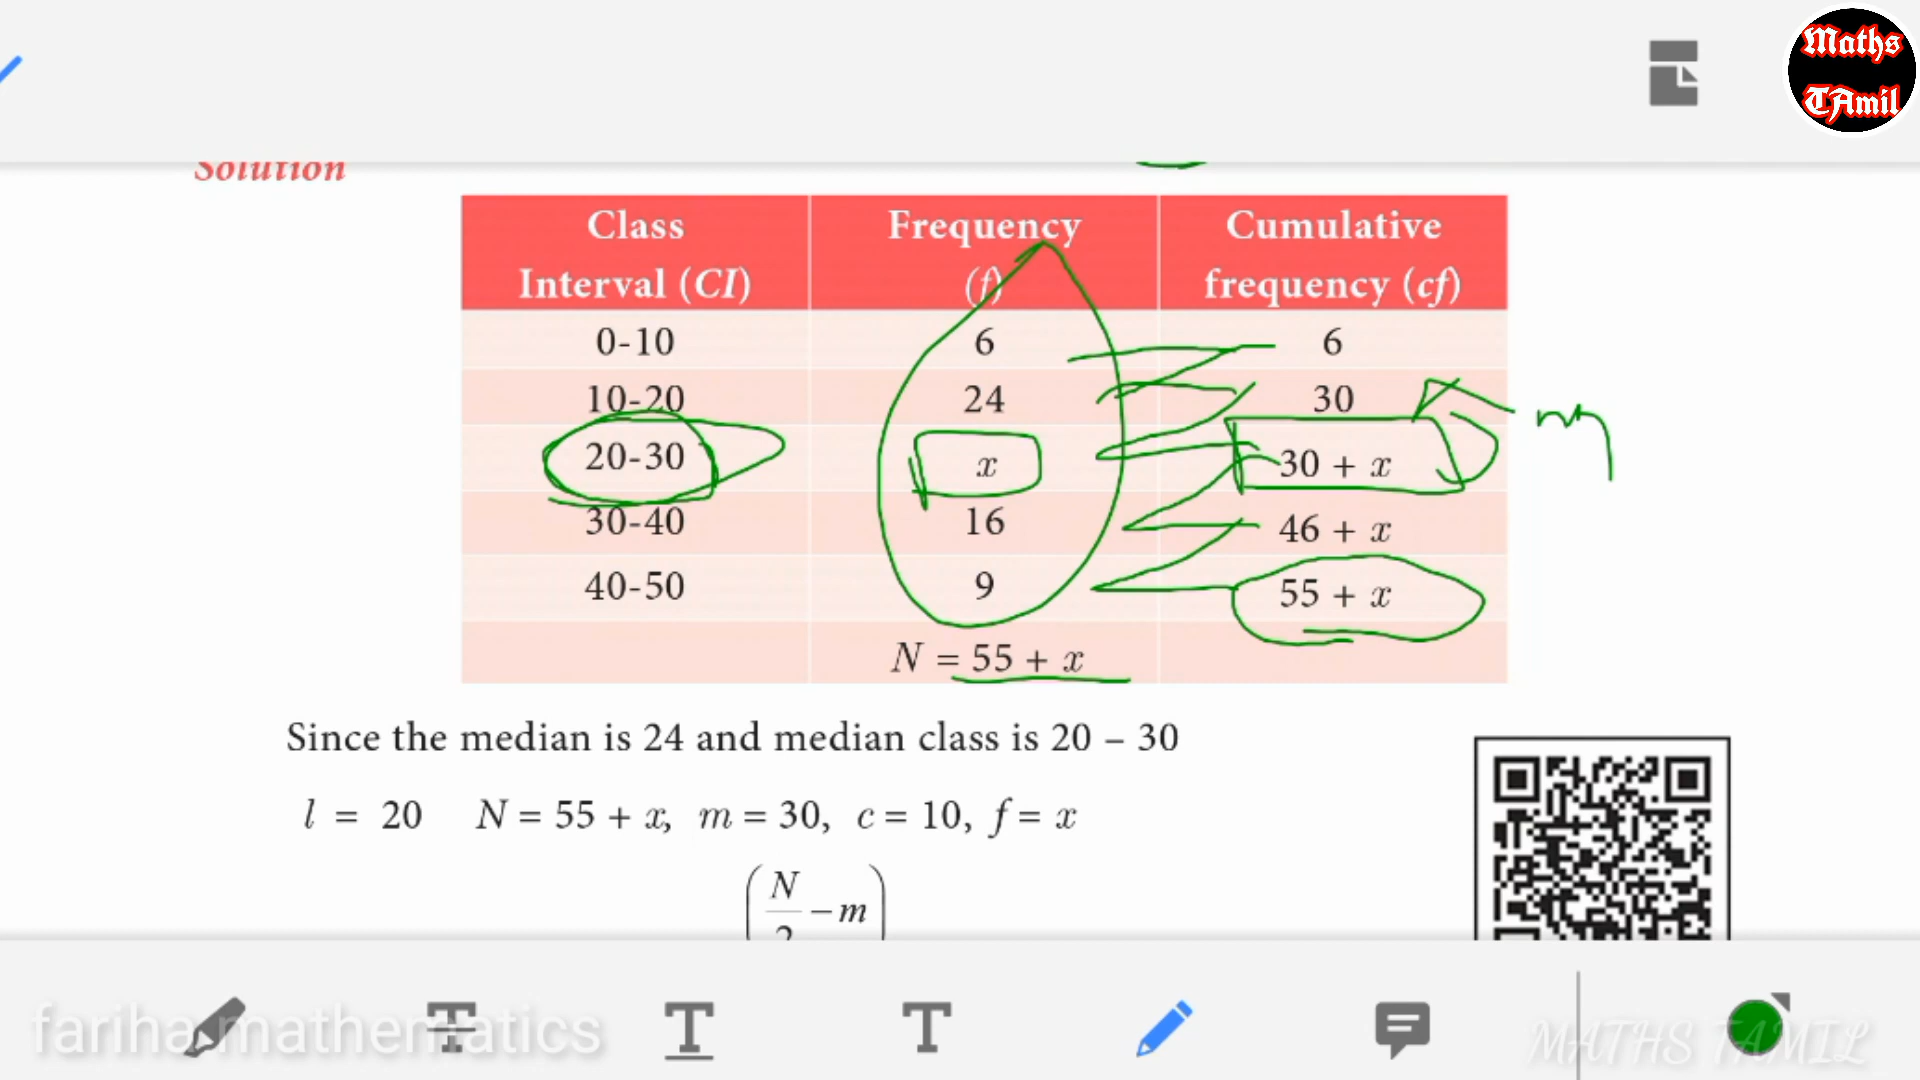 Maths
TAmil
Solution
Class Interval (CI) Frequency (f) Cumulative frequency (cf)
0-10 6 6
10-20 24 30
20-30 x 30 + x
30-40 16 46 + x
40-50 9 55 + x
N = 55 + x
m
Since the median is 24 and median class is 20 – 30
l = 20 N = 55 + x, m = 30, c = 10, f = x
(N/2 − m)
fariha mathematics
T T T
MATHS TAMIL